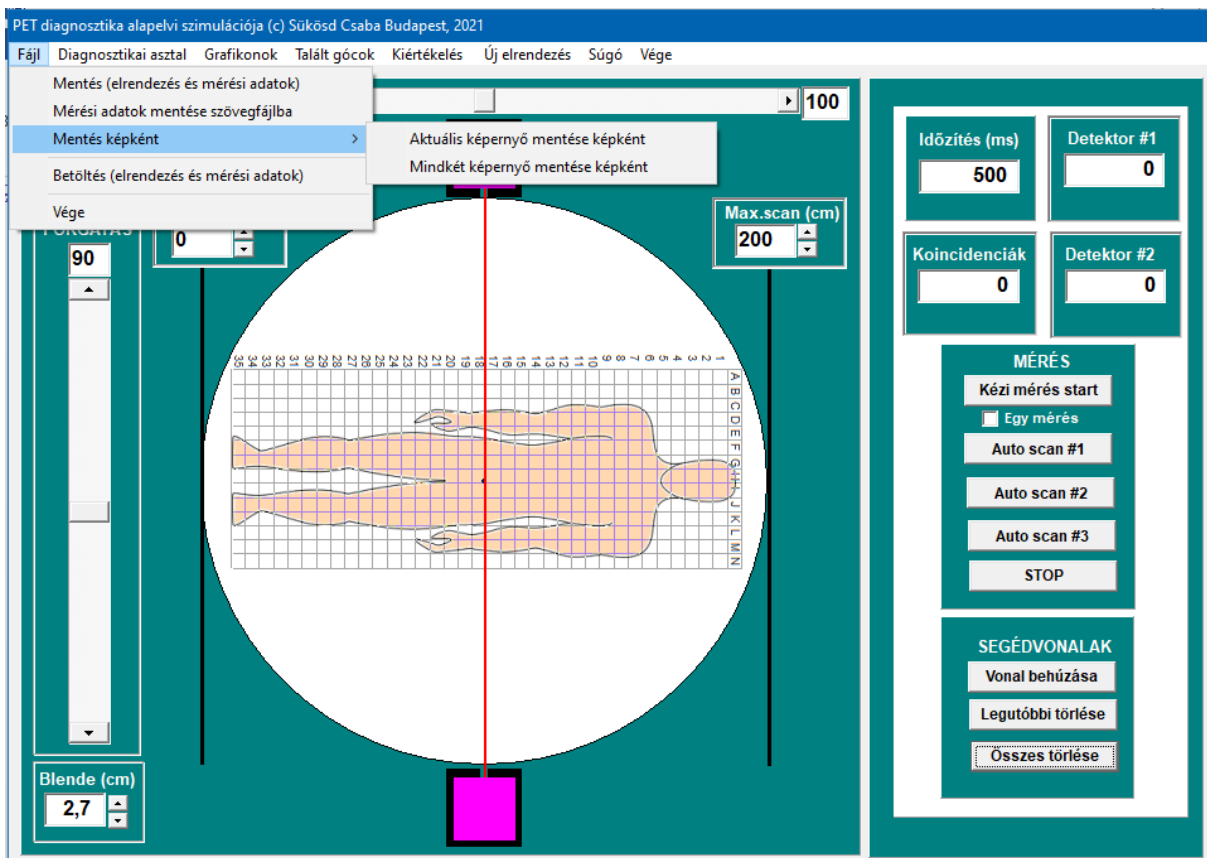 PET diagnosztika alapelvi szimulációja (c) Sükösd Csaba Budapest, 2021
Fájl Diagnosztikai asztal Grafikonok Talált gócok Kiértékelés Új elrendezés Súgó Vége
Mentés (elrendezés és mérési adatok)
Mérési adatok mentése szövegfájlba
Mentés képként >
Betöltés (elrendezés és mérési adatok)
Vége
Aktuális képernyő mentése képként
Mindkét képernyő mentése képként
100
90
0
Max.scan (cm)
200
35 34 33 32 31 30 29 28 27 26 25 24 23 22 21 20 19 18 17 16 15 14 13 12 11 10 9 8 7 6 5 4 3 2 1
A
B
C
D
E
F
G
H
I
J
K
L
M
N
Blende (cm)
2,7
Időzítés (ms)
500
Detektor #1
0
Koincidenciák
0
Detektor #2
0
MÉRÉS
Kézi mérés start
Egy mérés
Auto scan #1
Auto scan #2
Auto scan #3
STOP
SEGÉDVONALAK
Vonal behúzása
Legutóbbi törlése
Összes törlése